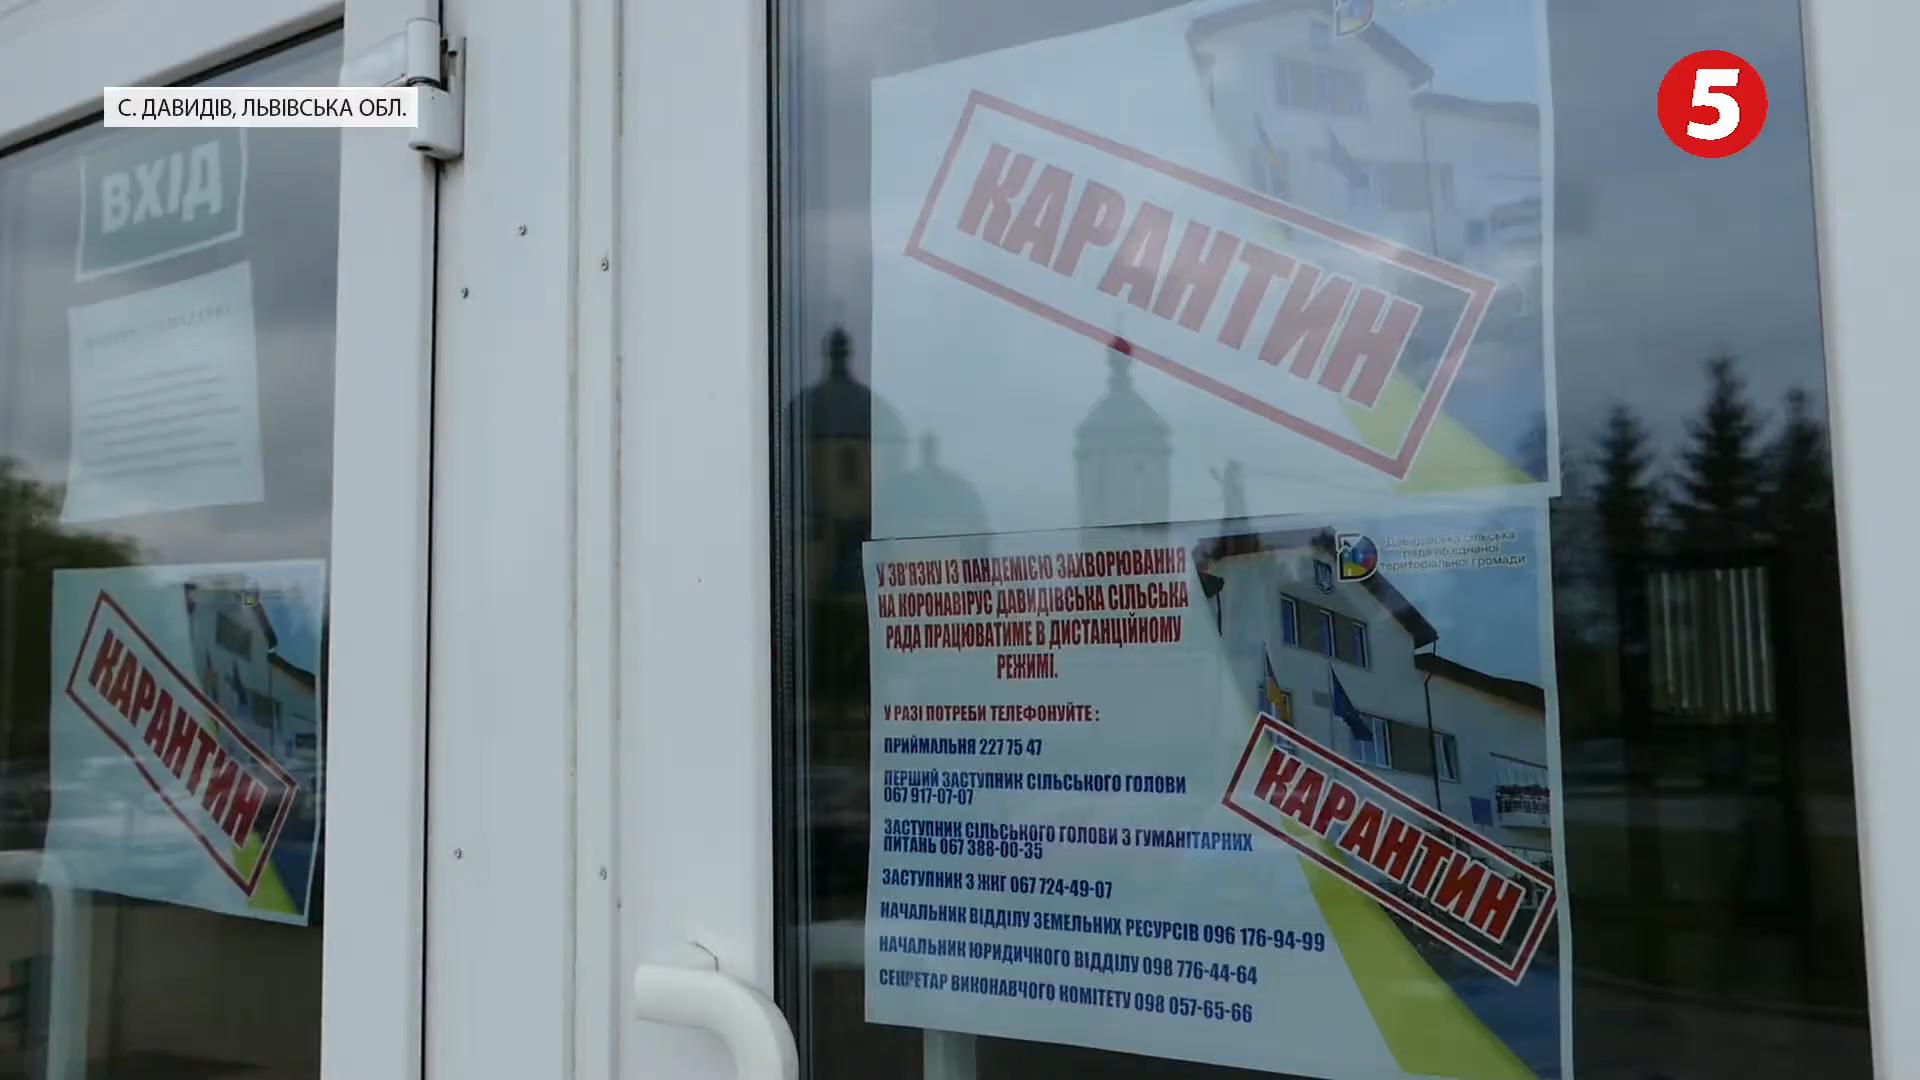 С. ДАВИДІВ, ЛЬВІВСЬКА ОБЛ.
5
ВХІД
КАРАНТИН
КАРАНТИН
У ЗВ'ЯЗКУ ІЗ ПАНДЕМІЄЮ ЗАХВОРЮВАННЯ
НА КОРОНАВІРУС ДАВИДІВСЬКА СІЛЬСЬКА
РАДА ПРАЦЮВАТИМЕ В ДИСТАНЦІЙНОМУ
РЕЖИМІ.
У РАЗІ ПОТРЕБИ ТЕЛЕФОНУЙТЕ :
ПРИЙМАЛЬНЯ 227 75 47
ПЕРШИЙ ЗАСТУПНИК СІЛЬСЬКОГО ГОЛОВИ
067 917-07-07
ЗАСТУПНИК СІЛЬСЬКОГО ГОЛОВИ З ГУМАНІТАРНИХ
ПИТАНЬ 067 388-00-35
ЗАСТУПНИК З ЖКГ 067 724-49-07
НАЧАЛЬНИК ВІДДІЛУ ЗЕМЕЛЬНИХ РЕСУРСІВ 096 176-94-99
НАЧАЛЬНИК ЮРИДИЧНОГО ВІДДІЛУ 098 776-44-64
СЕКРЕТАР ВИКОНАВЧОГО КОМІТЕТУ 098 057-65-66
Давидівська сільська
рада об'єднаної
територіальної громади
КАРАНТИН